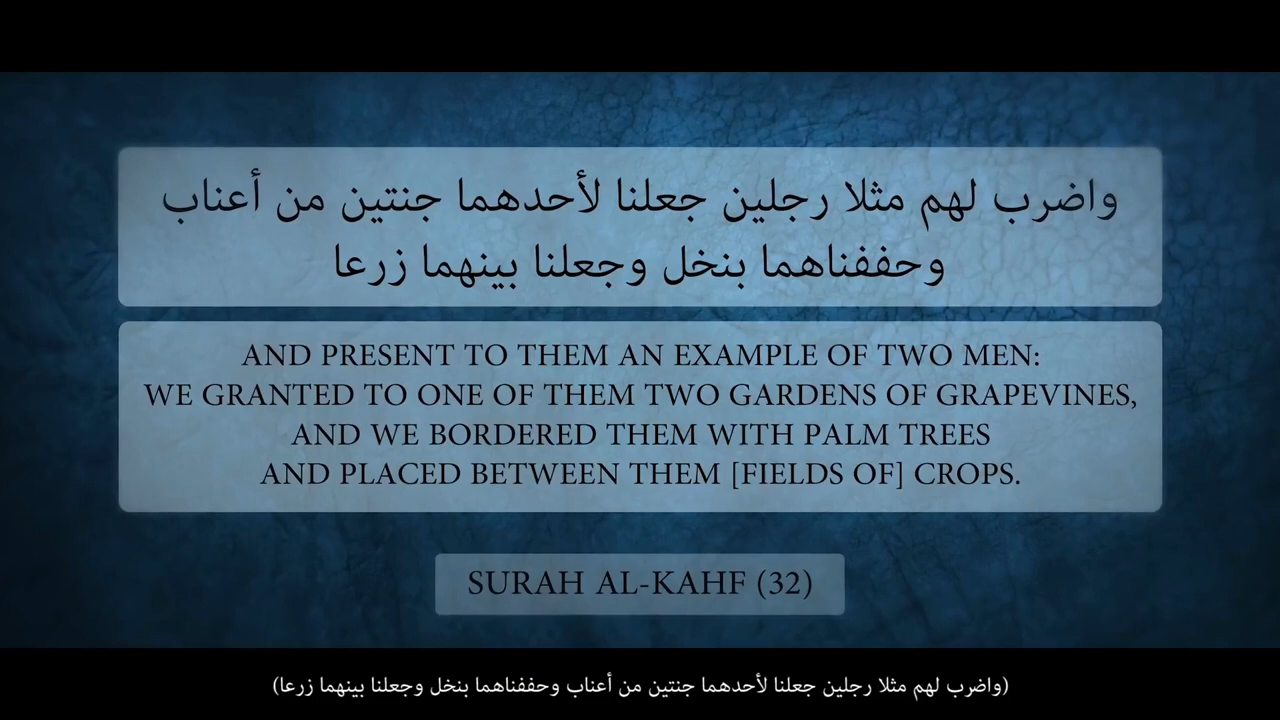 واضرب لهم مثلا رجلين جعلنا لأحدهما جنتين من أعناب
وحففناهما بنخل وجعلنا بينهما زرعا
AND PRESENT TO THEM AN EXAMPLE OF TWO MEN:
WE GRANTED TO ONE OF THEM TWO GARDENS OF GRAPEVINES,
AND WE BORDERED THEM WITH PALM TREES
AND PLACED BETWEEN THEM [FIELDS OF] CROPS.
SURAH AL-KAHF (32)
(واضرب لهم مثلا رجلين جعلنا لأحدهما جنتين من أعناب وحففناهما بنخل وجعلنا بينهما زرعا)